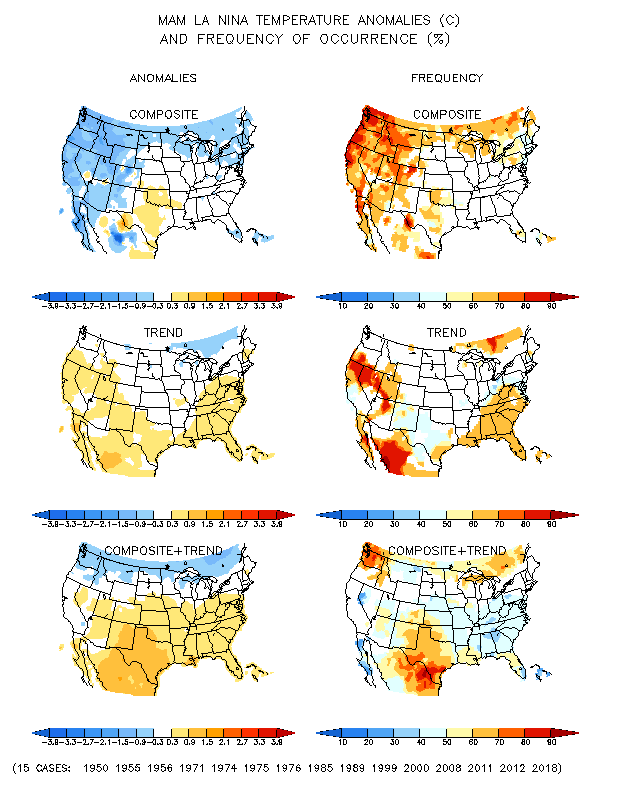 MAM LA NINA TEMPERATURE ANOMALIES (C)
AND FREQUENCY OF OCCURRENCE (%)
ANOMALIES
FREQUENCY
COMPOSITE
COMPOSITE
-3.9 -3.3 -2.7 -2.1 -1.5 -0.9 -0.3 0.3 0.9 1.5 2.1 2.7 3.3 3.9
10 20 30 40 50 60 70 80 90
TREND
TREND
-3.9 -3.3 -2.7 -2.1 -1.5 -0.9 -0.3 0.3 0.9 1.5 2.1 2.7 3.3 3.9
10 20 30 40 50 60 70 80 90
COMPOSITE+TREND
COMPOSITE+TREND
-3.9 -3.3 -2.7 -2.1 -1.5 -0.9 -0.3 0.3 0.9 1.5 2.1 2.7 3.3 3.9
10 20 30 40 50 60 70 80 90
(15 CASES: 1950 1955 1956 1971 1974 1975 1976 1985 1989 1999 2000 2008 2011 2012 2018)